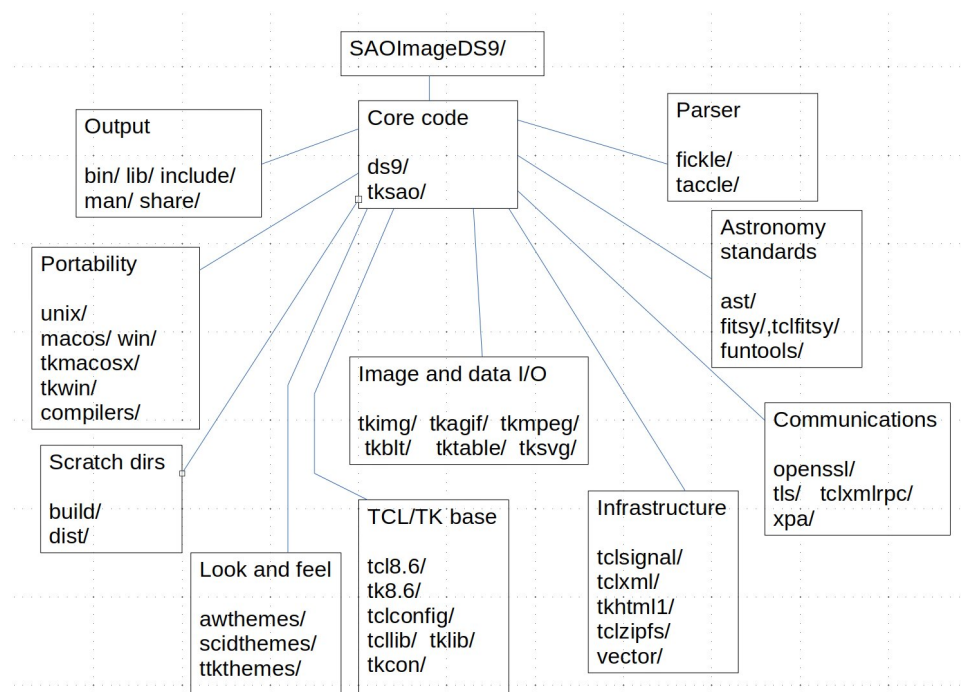 SAOImageDS9/
Core code
ds9/
tksao/
Output
bin/ lib/ include/
man/ share/
Parser
fickle/
taccle/
Portability
unix/
macos/ win/
tkmacosx/
tkwin/
compilers/
Astronomy
standards
ast/
fitsy/,tclfitsy/
funtools/
Image and data I/O
tkimg/ tkagif/ tkmpeg/
tkblt/ tktable/ tksvg/
Communications
openssl/
tls/ tclxmlrpc/
xpa/
Scratch dirs
build/
dist/
Look and feel
awthemes/
scidthemes/
ttkthemes/
TCL/TK base
tcl8.6/
tk8.6/
tclconfig/
tcllib/ tklib/
tkcon/
Infrastructure
tclsignal/
tclxml/
tkhtml1/
tclzipfs/
vector/